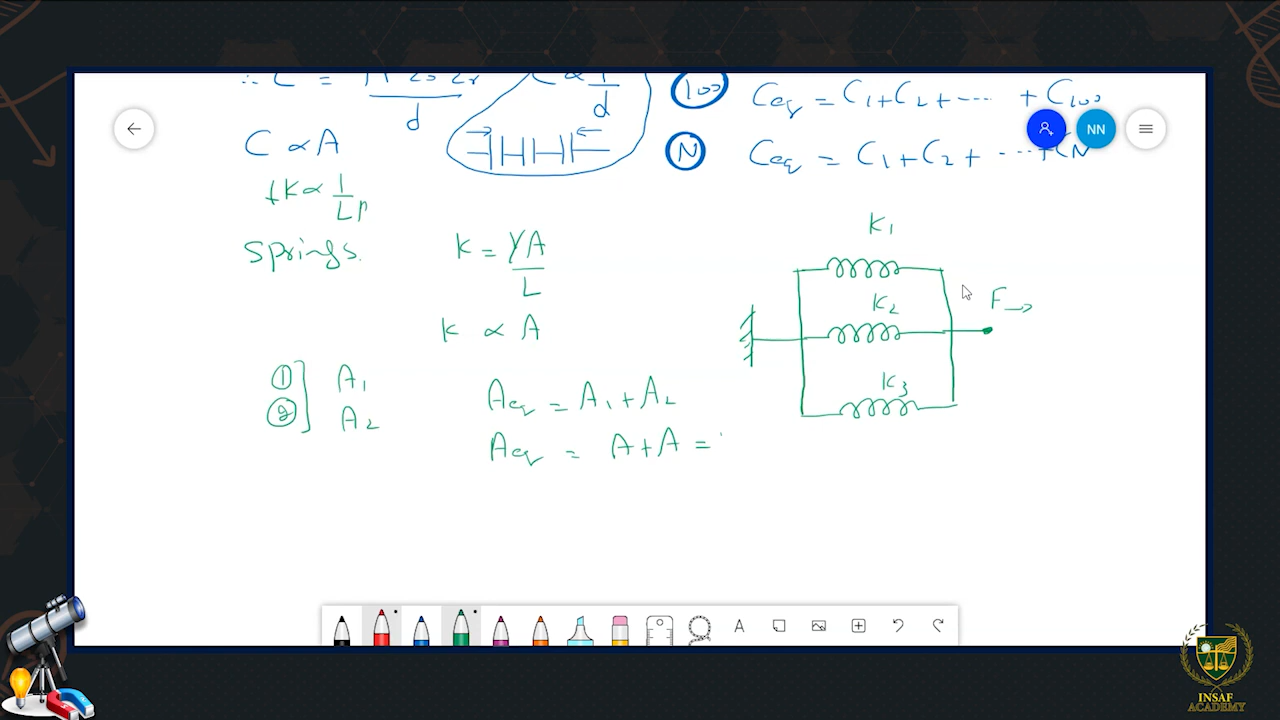 d
C ∝ 1/d
100 Ceq = C1 + C2 + ---- + C100
C ∝ A
N Ceq = C1 + C2 + ---- + CN
NN
K ∝ 1/L
Springs. K = YA/L
K ∝ A
K1
K2
F →
K3
① A1
② A2
Aeq = A1 + A2
Aeq = A + A =
A
INSAF
ACADEMY